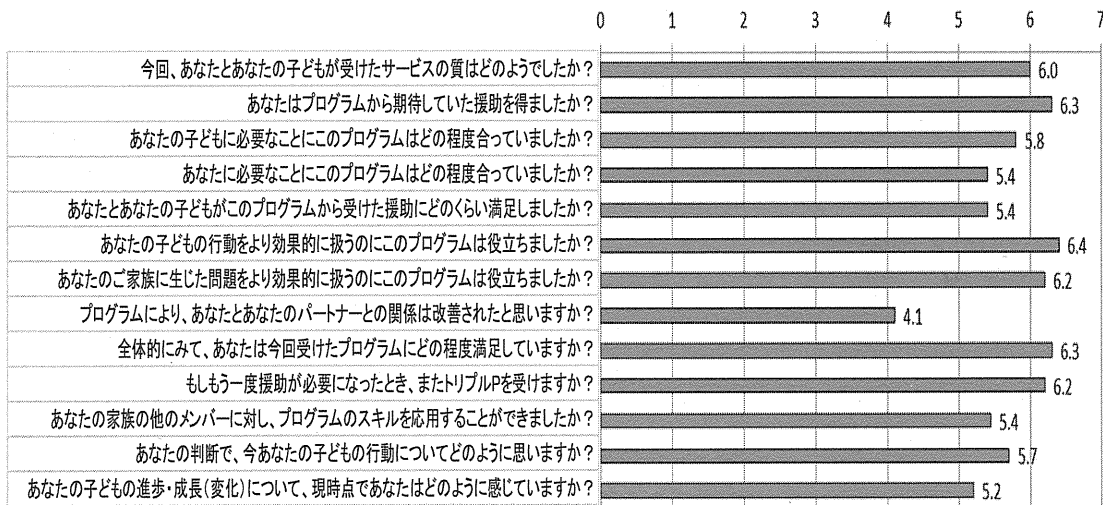 0 1 2 3 4 5 6 7
今回、あなたとあなたの子どもが受けたサービスの質はどのようでしたか? 6.0
あなたはプログラムから期待していた援助を得ましたか? 6.3
あなたの子どもに必要なことにこのプログラムはどの程度合っていましたか? 5.8
あなたに必要なことにこのプログラムはどの程度合っていましたか? 5.4
あなたとあなたの子どもがこのプログラムから受けた援助にどのくらい満足しましたか? 5.4
あなたの子どもの行動をより効果的に扱うのにこのプログラムは役立ちましたか? 6.4
あなたのご家族に生じた問題をより効果的に扱うのにこのプログラムは役立ちましたか? 6.2
プログラムにより、あなたとあなたのパートナーとの関係は改善されたと思いますか? 4.1
全体的にみて、あなたは今回受けたプログラムにどの程度満足していますか? 6.3
もしもう一度援助が必要になったとき、またトリプルPを受けますか? 6.2
あなたの家族の他のメンバーに対し、プログラムのスキルを応用することができましたか? 5.4
あなたの判断で、今あなたの子どもの行動についてどのように思いますか? 5.7
あなたの子どもの進歩・成長(変化)について、現時点であなたはどのように感じていますか? 5.2